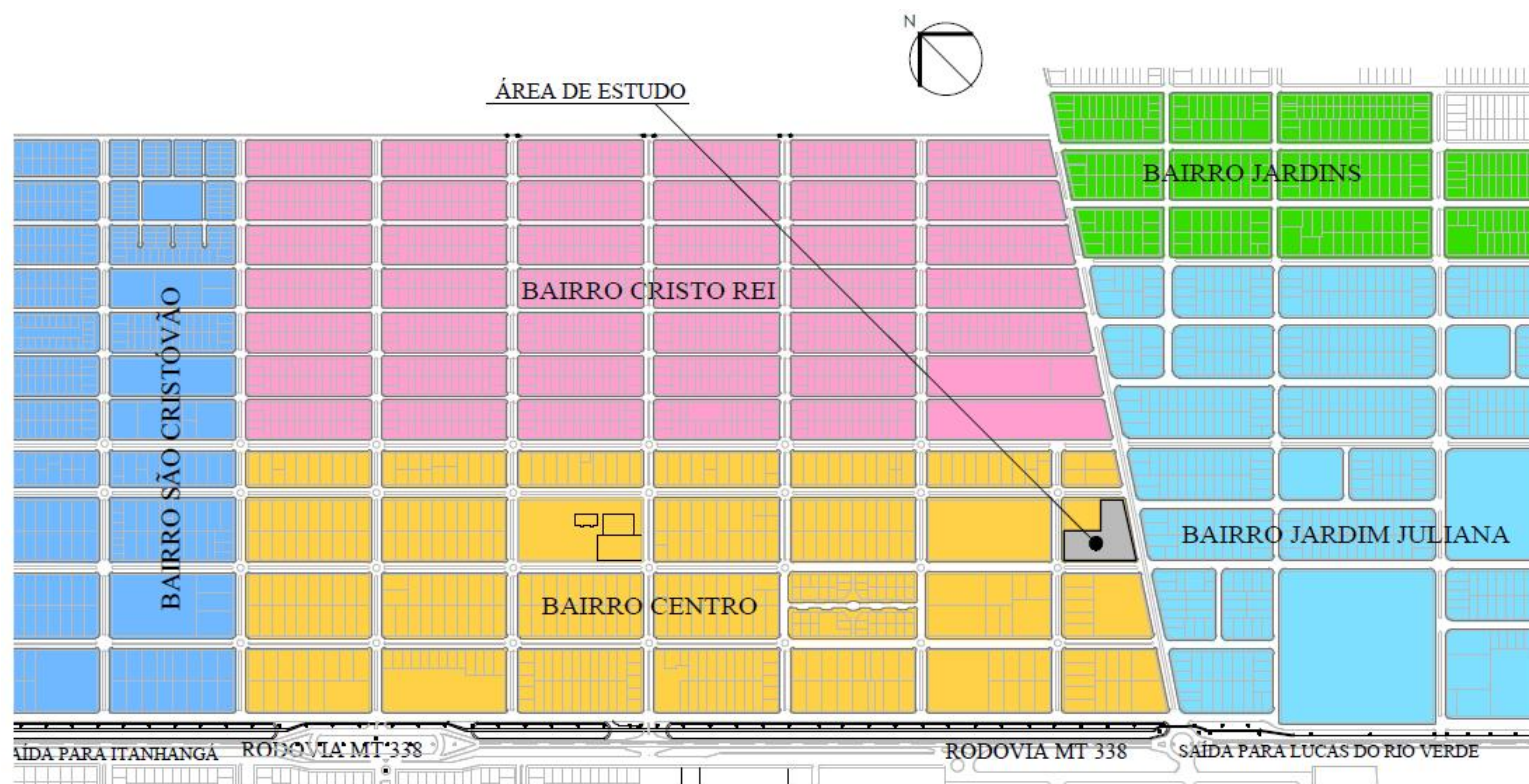 N
ÁREA DE ESTUDO
BAIRRO JARDINS
BAIRRO CRISTO REI
BAIRRO SÃO CRISTÓVÃO
BAIRRO JARDIM JULIANA
BAIRRO CENTRO
AÍDA PARA ITANHANGÁ
RODOVIA MT 338
RODOVIA MT 338
SAÍDA PARA LUCAS DO RIO VERDE